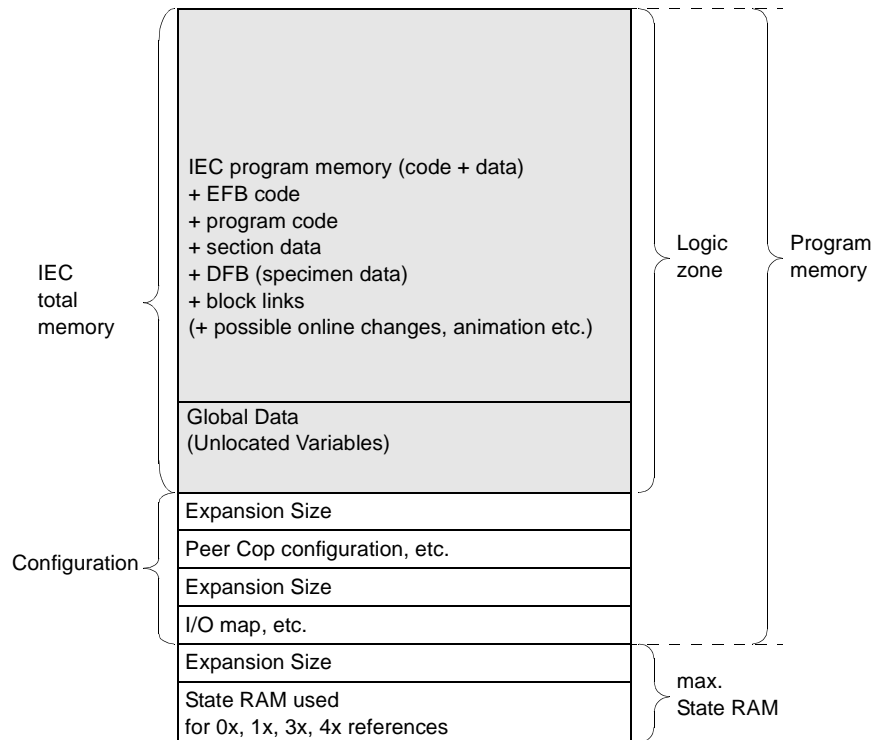 IEC program memory (code + data)
+ EFB code
+ program code
+ section data
+ DFB (specimen data)
+ block links
(+ possible online changes, animation etc.)
IEC
total
memory
Logic
zone
Program
memory
Global Data
(Unlocated Variables)
Expansion Size
Peer Cop configuration, etc.
Configuration
Expansion Size
I/O map, etc.
Expansion Size
State RAM used
for 0x, 1x, 3x, 4x references
max.
State RAM